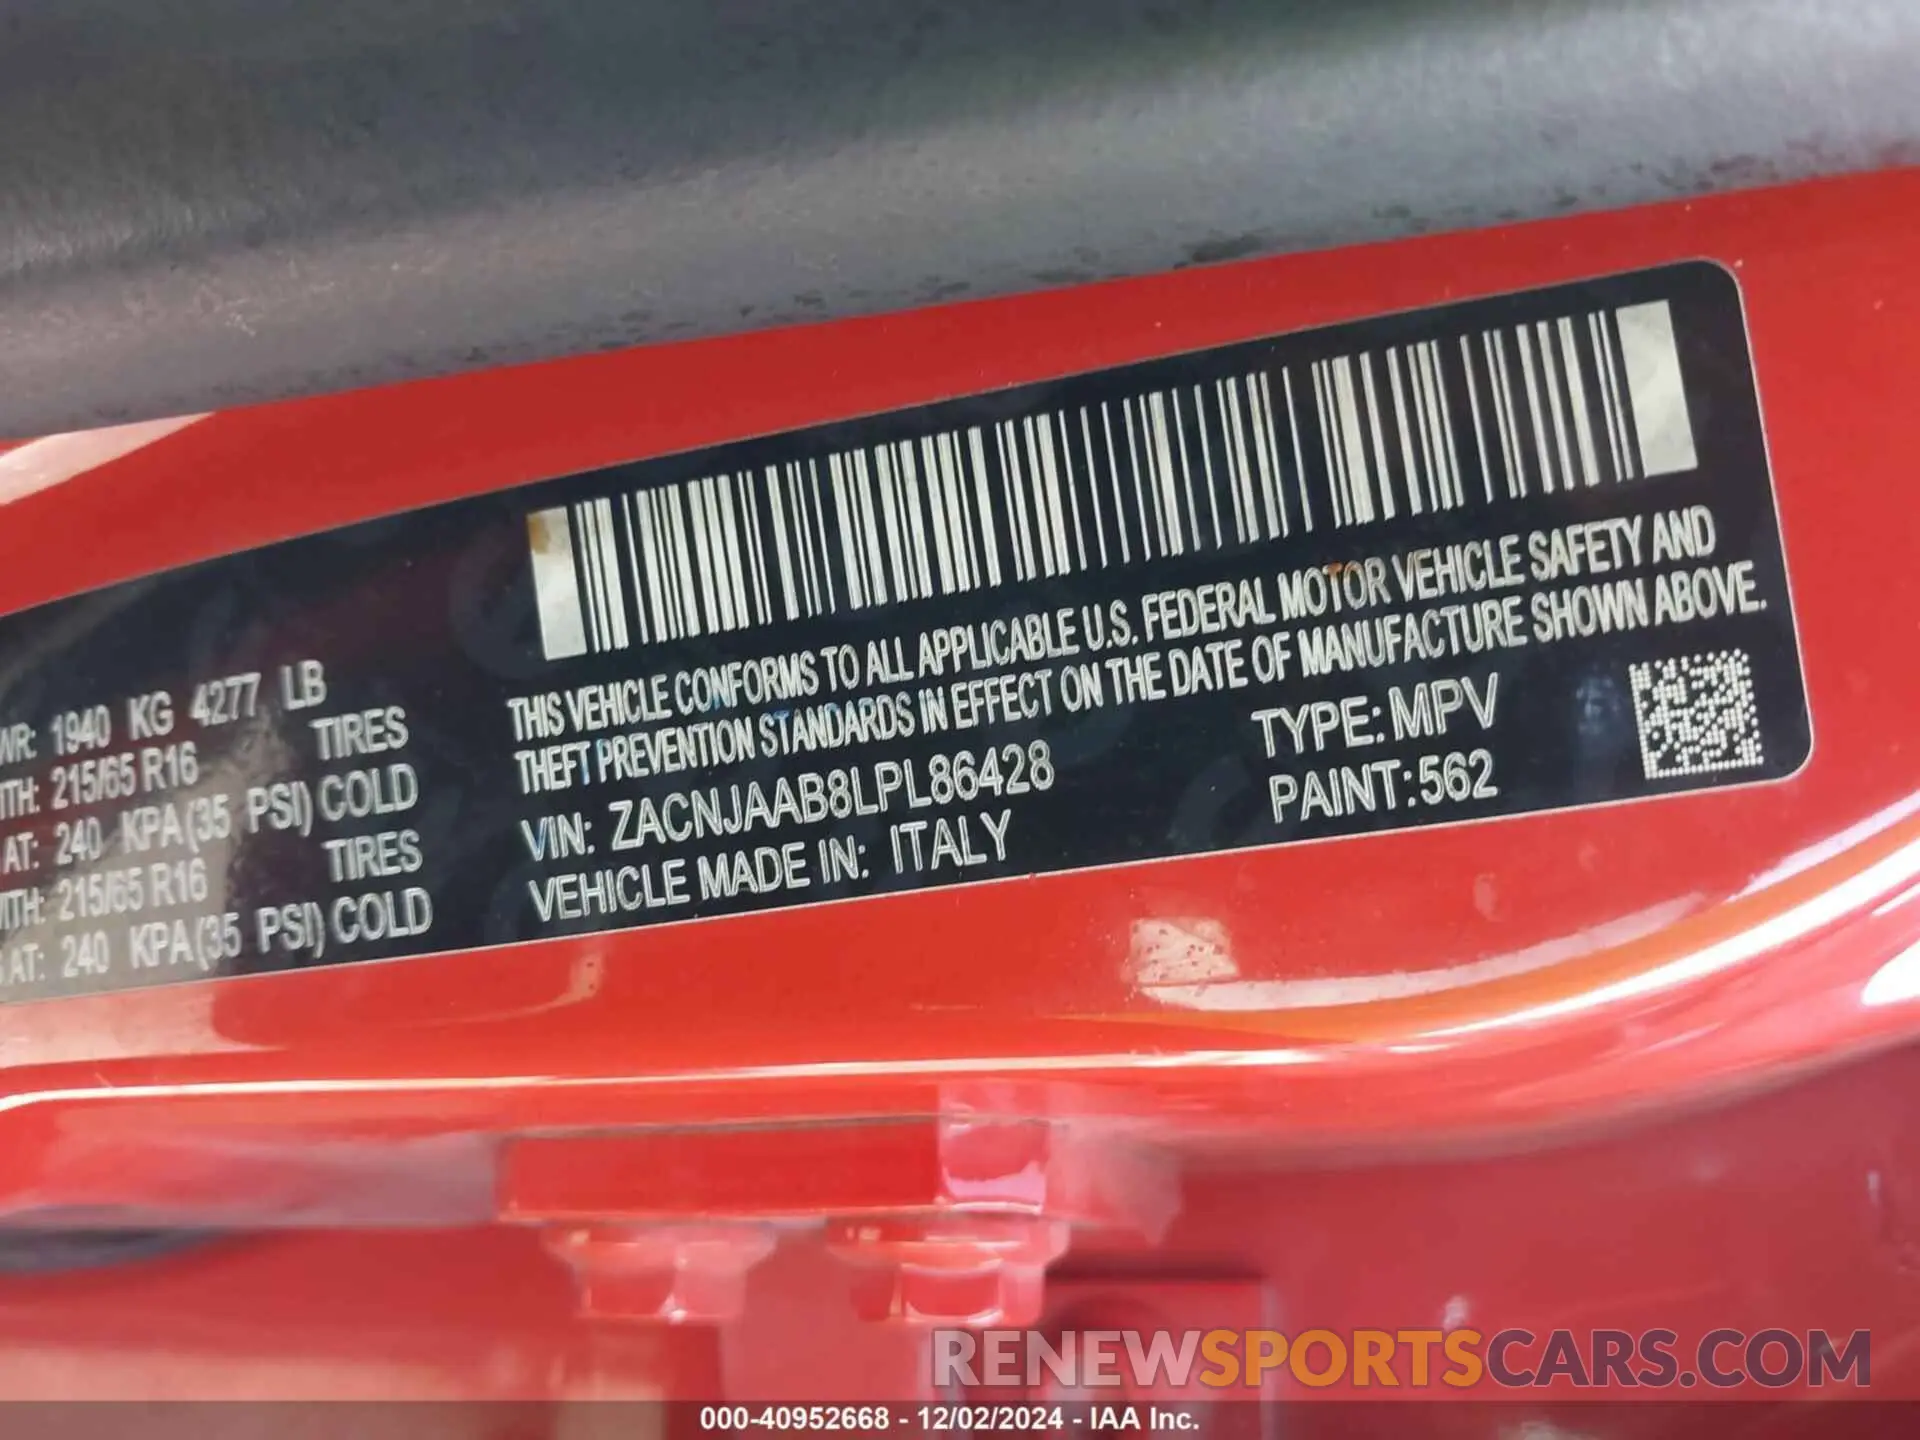 WR: 1940 KG 4277 LB
ITH: 215/65 R16 TIRES
AT: 240 KPA(35 PSI) COLD
ITH: 215/65 R16 TIRES
AT: 240 KPA(35 PSI) COLD
THIS VEHICLE CONFORMS TO ALL APPLICABLE U.S. FEDERAL MOTOR VEHICLE SAFETY AND
THEFT PREVENTION STANDARDS IN EFFECT ON THE DATE OF MANUFACTURE SHOWN ABOVE.
VIN: ZACNJAAB8LPL86428 TYPE: MPV
VEHICLE MADE IN: ITALY PAINT: 562
RENEWSPORTSCARS.COM
000-40952668 - 12/02/2024 - IAA Inc.